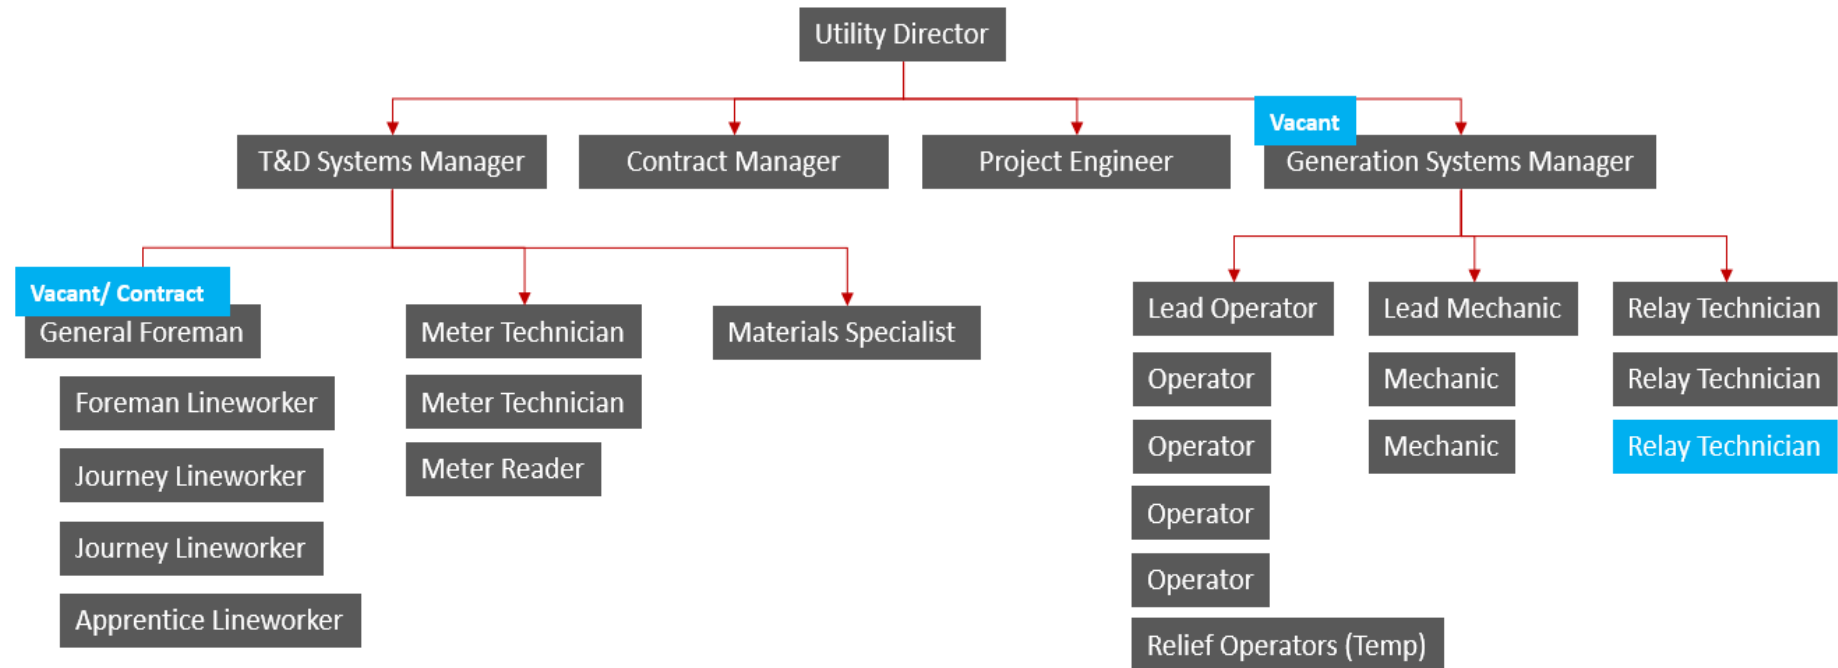 Utility Director
Vacant
T&D Systems Manager
Contract Manager
Project Engineer
Generation Systems Manager
Vacant/ Contract
General Foreman
Foreman Lineworker
Journey Lineworker
Journey Lineworker
Apprentice Lineworker
Meter Technician
Meter Technician
Meter Reader
Materials Specialist
Lead Operator
Operator
Operator
Operator
Operator
Relief Operators (Temp)
Lead Mechanic
Mechanic
Mechanic
Relay Technician
Relay Technician
Relay Technician